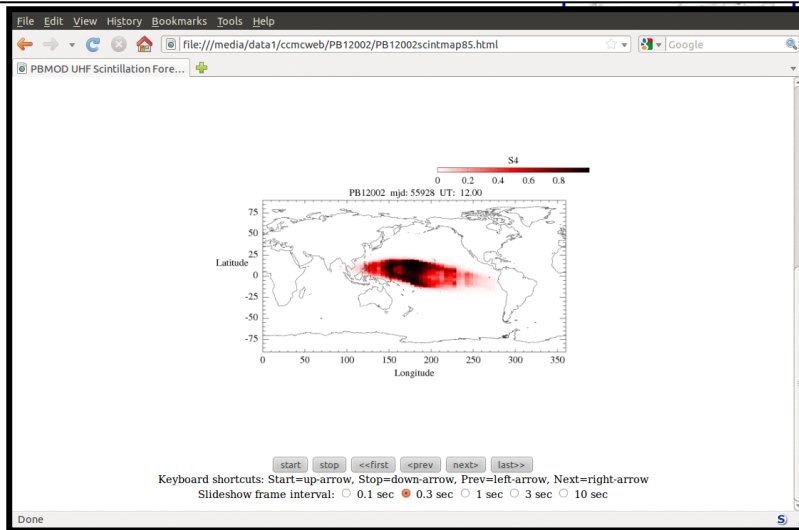 File Edit View History Bookmarks Tools Help
file:///media/data1/ccmcweb/PB12002/PB12002scintmap85.html
Google
PBMOD UHF Scintillation Fore...
S4
0 0.2 0.4 0.6 0.8
PB12002 mjd: 55928 UT: 12.00
75
50
25
Latitude
0
-25
-50
-75
0 50 100 150 200 250 300 350
Longitude
start stop <<first <prev next> last>>
Keyboard shortcuts: Start=up-arrow, Stop=down-arrow, Prev=left-arrow, Next=right-arrow
Slideshow frame interval: 0.1 sec 0.3 sec 1 sec 3 sec 10 sec
Done
S